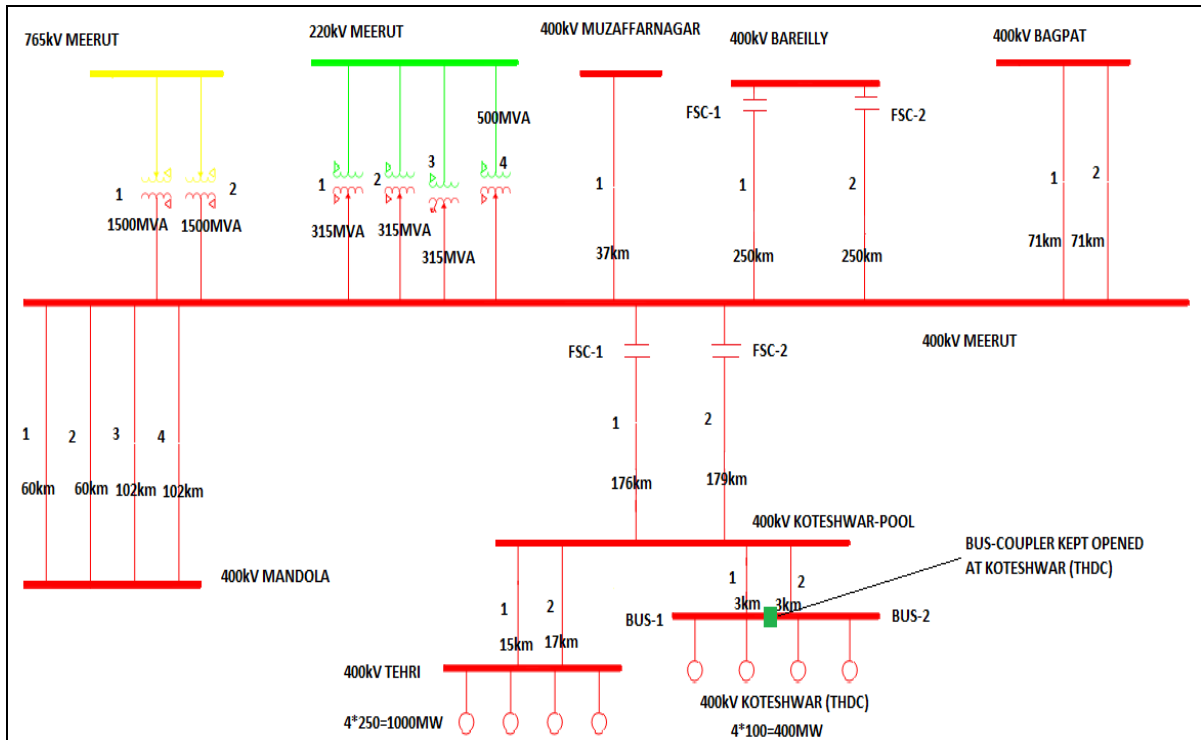 765kV MEERUT
220kV MEERUT
400kV MUZAFFARNAGAR
400kV BAREILLY
400kV BAGPAT
FSC-1
FSC-2
500MVA
1
2
1500MVA
1500MVA
1
2
3
4
315MVA
315MVA
315MVA
1
37km
1
2
250km
250km
1
2
71km
71km
400kV MEERUT
FSC-1
FSC-2
1
2
3
4
60km
60km
102km
102km
400kV MANDOLA
1
2
176km
179km
400kV KOTESHWAR-POOL
BUS-COUPLER KEPT OPENED
AT KOTESHWAR (THDC)
1
2
15km
17km
1
2
3km
3km
BUS-1
BUS-2
400kV TEHRI
4*250=1000MW
400kV KOTESHWAR (THDC)
4*100=400MW